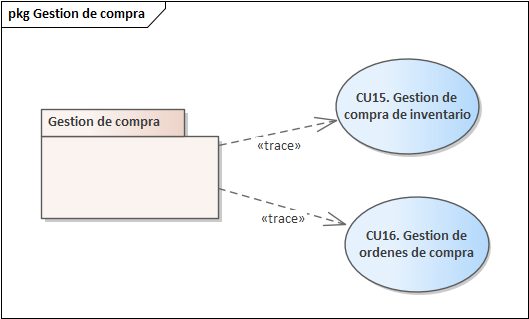 pkg Gestion de compra
Gestion de compra
CU15. Gestion de
compra de inventario
«trace»
«trace»
CU16. Gestion de
ordenes de compra